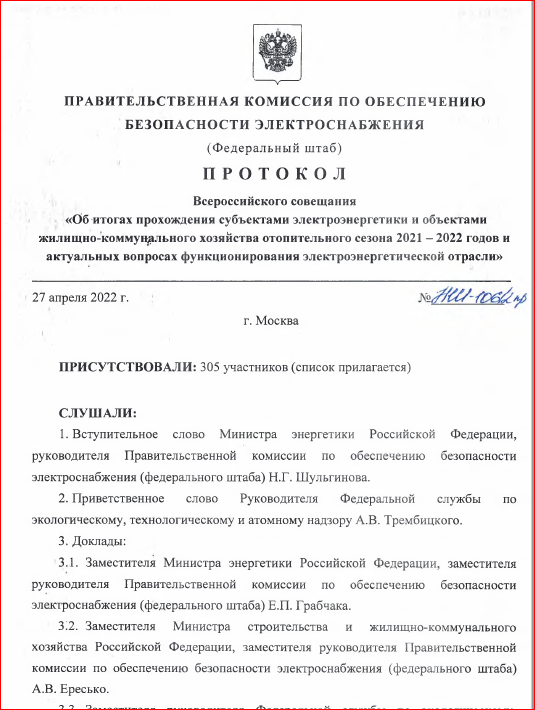 ПРАВИТЕЛЬСТВЕННАЯ КОМИССИЯ ПО ОБЕСПЕЧЕНИЮ
БЕЗОПАСНОСТИ ЭЛЕКТРОСНАБЖЕНИЯ
(Федеральный штаб)
П Р О Т О К О Л
Всероссийского совещания
«Об итогах прохождения субъектами электроэнергетики и объектами
жилищно-коммунального хозяйства отопительного сезона 2021 – 2022 годов и
актуальных вопросах функционирования электроэнергетической отрасли»
27 апреля 2022 г.
№
г. Москва
ПРИСУТСТВОВАЛИ: 305 участников (список прилагается)
СЛУШАЛИ:
1. Вступительное слово Министра энергетики Российской Федерации,
руководителя Правительственной комиссии по обеспечению безопасности
электроснабжения (федерального штаба) Н.Г. Шульгинова.
2. Приветственное слово Руководителя Федеральной службы по
экологическому, технологическому и атомному надзору А.В. Трембицкого.
3. Доклады:
3.1. Заместителя Министра энергетики Российской Федерации, заместителя
руководителя Правительственной комиссии по обеспечению безопасности
электроснабжения (федерального штаба) Е.П. Грабчака.
3.2. Заместителя Министра строительства и жилищно-коммунального
хозяйства Российской Федерации, заместителя руководителя Правительственной
комиссии по обеспечению безопасности электроснабжения (федерального штаба)
А.В. Ересько.